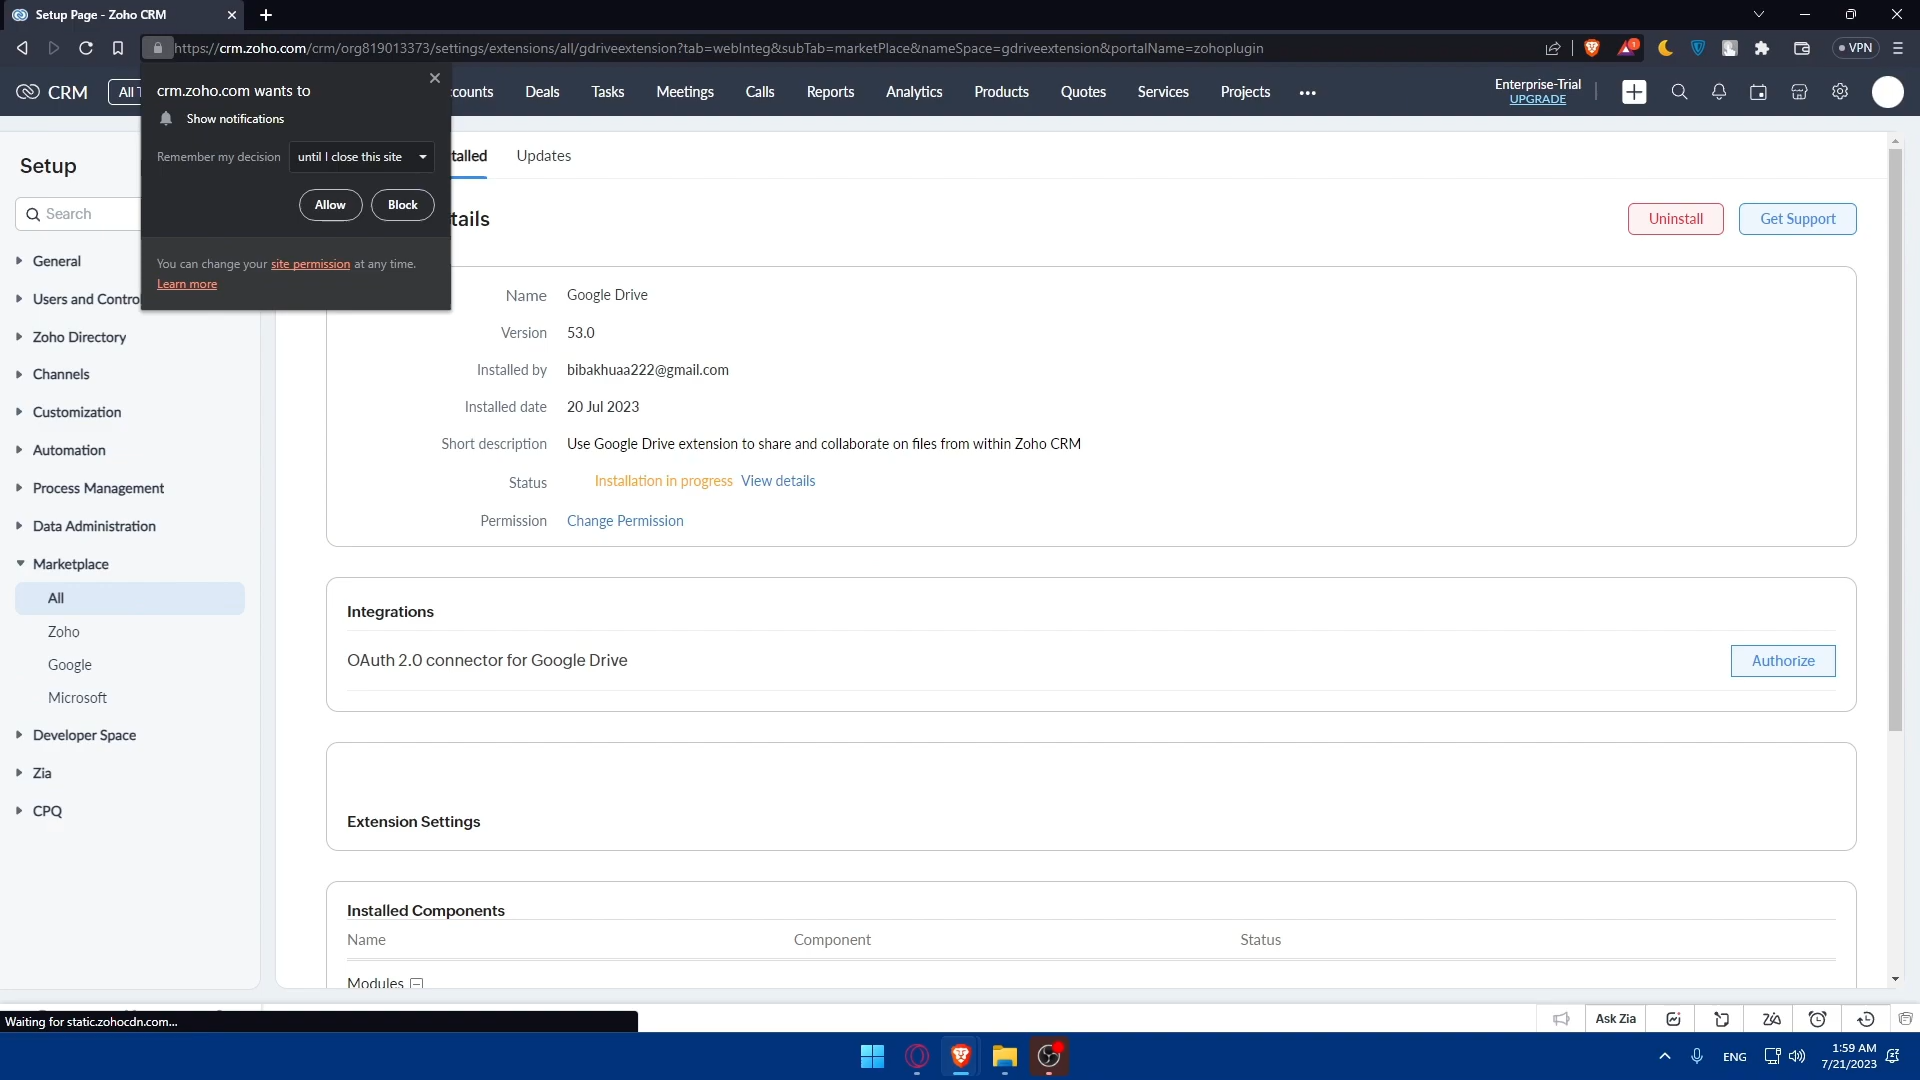 Setup Page - Zoho CRM
https://crm.zoho.com/crm/org819013373/settings/extensions/all/gdriveextension?tab=webInteg&subTab=marketPlace&nameSpace=gdriveextension&portalName=zohoplugin
1
VPN
CRM
All T
counts
Deals
Tasks
Meetings
Calls
Reports
Analytics
Products
Quotes
Services
Projects
Enterprise-Trial
UPGRADE
crm.zoho.com wants to
Show notifications
Remember my decision
until I close this site
Allow
Block
You can change your site permission at any time.
Learn more
Setup
Search
General
Users and Contro
Zoho Directory
Channels
Customization
Automation
Process Management
Data Administration
Marketplace
All
Zoho
Google
Microsoft
Developer Space
Zia
CPQ
talled
Updates
tails
Uninstall
Get Support
Name Google Drive
Version 53.0
Installed by bibakhuaa222@gmail.com
Installed date 20 Jul 2023
Short description Use Google Drive extension to share and collaborate on files from within Zoho CRM
Status Installation in progress View details
Permission Change Permission
Integrations
OAuth 2.0 connector for Google Drive
Authorize
Extension Settings
Installed Components
Name Component Status
Modules
Waiting for static.zohocdn.com...
Ask Zia
ENG
1:59 AM
7/21/2023